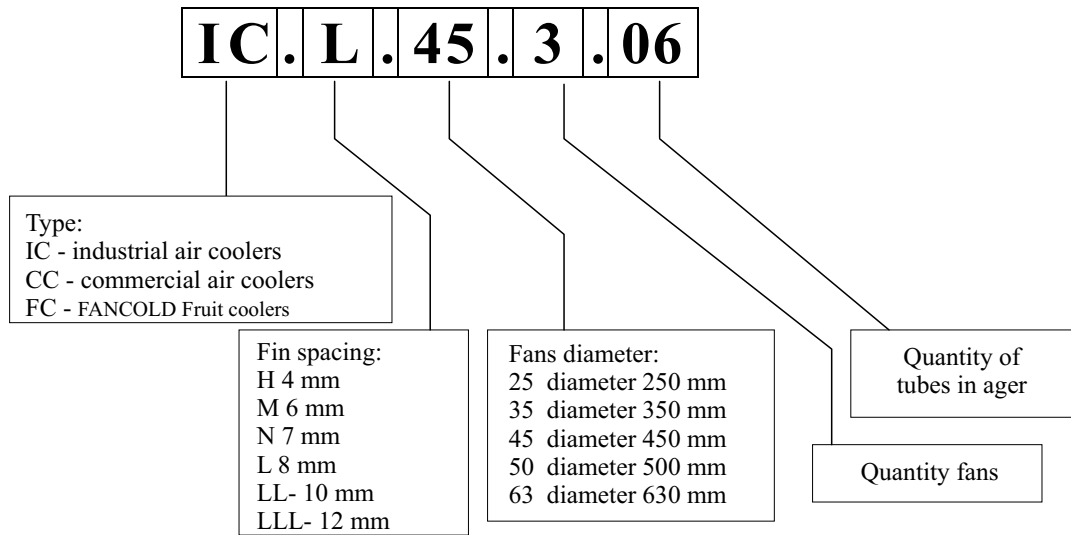 IC.L.45.3.06
Type:
IC - industrial air coolers
CC - commercial air coolers
FC - FANCOLD Fruit coolers
Fin spacing:
H 4 mm
M 6 mm
N 7 mm
L 8 mm
LL- 10 mm
LLL- 12 mm
Fans diameter:
25 diameter 250 mm
35 diameter 350 mm
45 diameter 450 mm
50 diameter 500 mm
63 diameter 630 mm
Quantity of
tubes in ager
Quantity fans